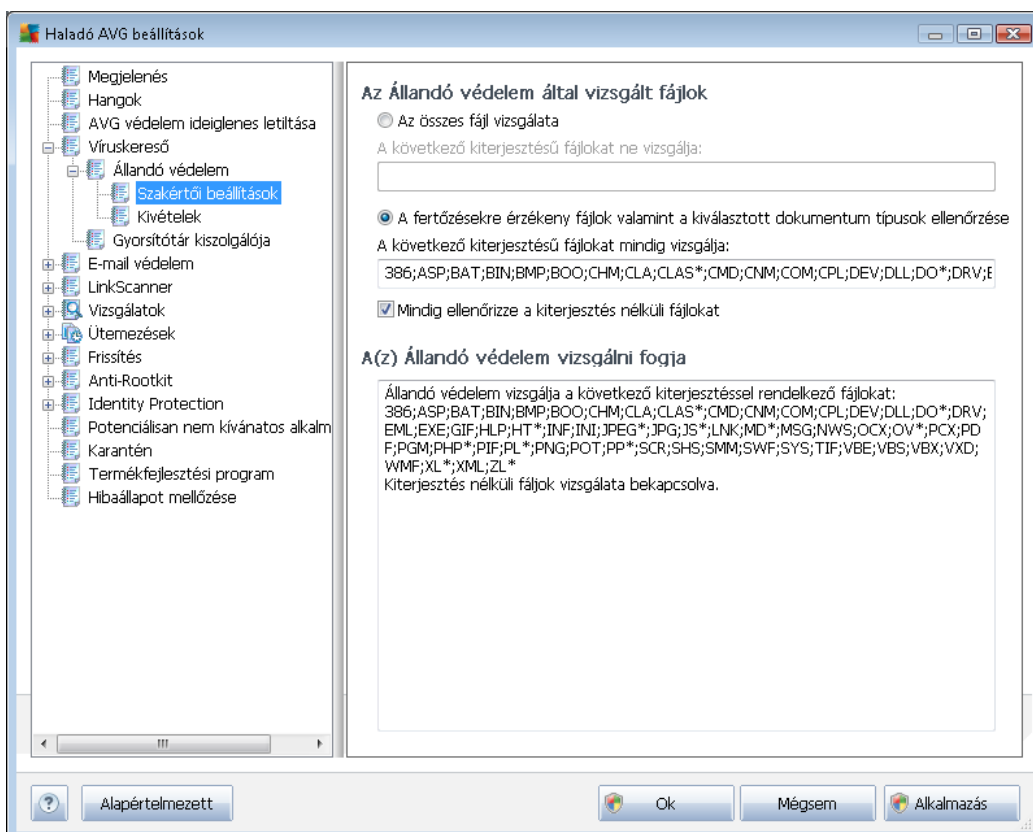 Haladó AVG beállítások
Megjelenés
Hangok
AVG védelem ideiglenes letiltása
Víruskereső
Állandó védelem
Szakértői beállítások
Kivételek
Gyorsítótár kiszolgálója
E-mail védelem
LinkScanner
Vizsgálatok
Ütemezések
Frissítés
Anti-Rootkit
Identity Protection
Potenciálisan nem kívánatos alkalm
Karantén
Termékfejlesztési program
Hibaállapot mellőzése
Az Állandó védelem által vizsgált fájlok
Az összes fájl vizsgálata
A következő kiterjesztésű fájlokat ne vizsgálja:
A fertőzésekre érzékeny fájlok valamint a kiválasztott dokumentum típusok ellenőrzése
A következő kiterjesztésű fájlokat mindig vizsgálja:
386;ASP;BAT;BIN;BMP;BOO;CHM;CLA;CLAS*;CMD;CNM;COM;CPL;DEV;DLL;DO*;DRV;E
Mindig ellenőrizze a kiterjesztés nélküli fájlokat
A(z) Állandó védelem vizsgálni fogja
Állandó védelem vizsgálja a következő kiterjesztéssel rendelkező fájlokat:
386;ASP;BAT;BIN;BMP;BOO;CHM;CLA;CLAS*;CMD;CNM;COM;CPL;DEV;DLL;DO*;DRV;
EML;EXE;GIF;HLP;HT*;INF;INI;JPEG*;JPG;JS*;LNK;MD*;MSG;NWS;OCX;OV*;PCX;PD
F;PGM;PHP*;PIF;PL*;PNG;POT;PP*;SCR;SHS;SMM;SWF;SYS;TIF;VBE;VBS;VBX;VXD;
WMF;XL*;XML;ZL*
Kiterjesztés nélküli fáljok vizsgálata bekapcsolva.
? Alapértelmezett Ok Mégsem Alkalmazás